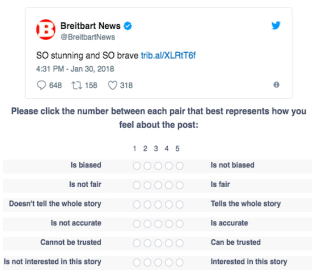 B
Breitbart News
@BreitbartNews
SO stunning and SO brave trib.al/XLRtT6f
4:31 PM - Jan 30, 2018
648 158 318
Please click the number between each pair that best represents how you
feel about the post:
1 2 3 4 5
Is biased Is not biased
Is not fair Is fair
Doesn't tell the whole story Tells the whole story
Is not accurate Is accurate
Cannot be trusted Can be trusted
Is not interested in this story Interested in this story